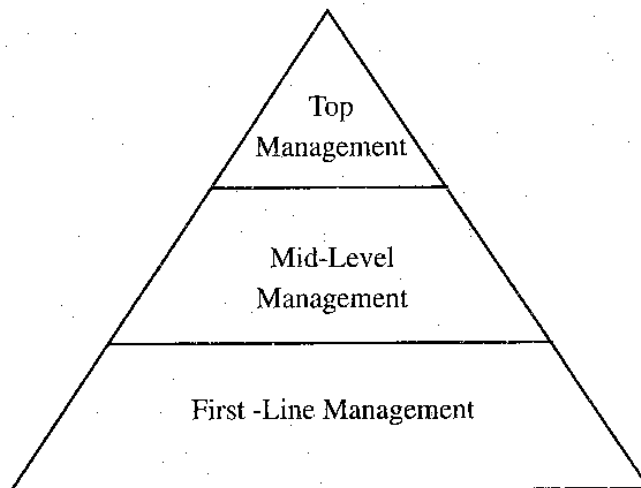 Top
Management
Mid-Level
Management
First -Line Management